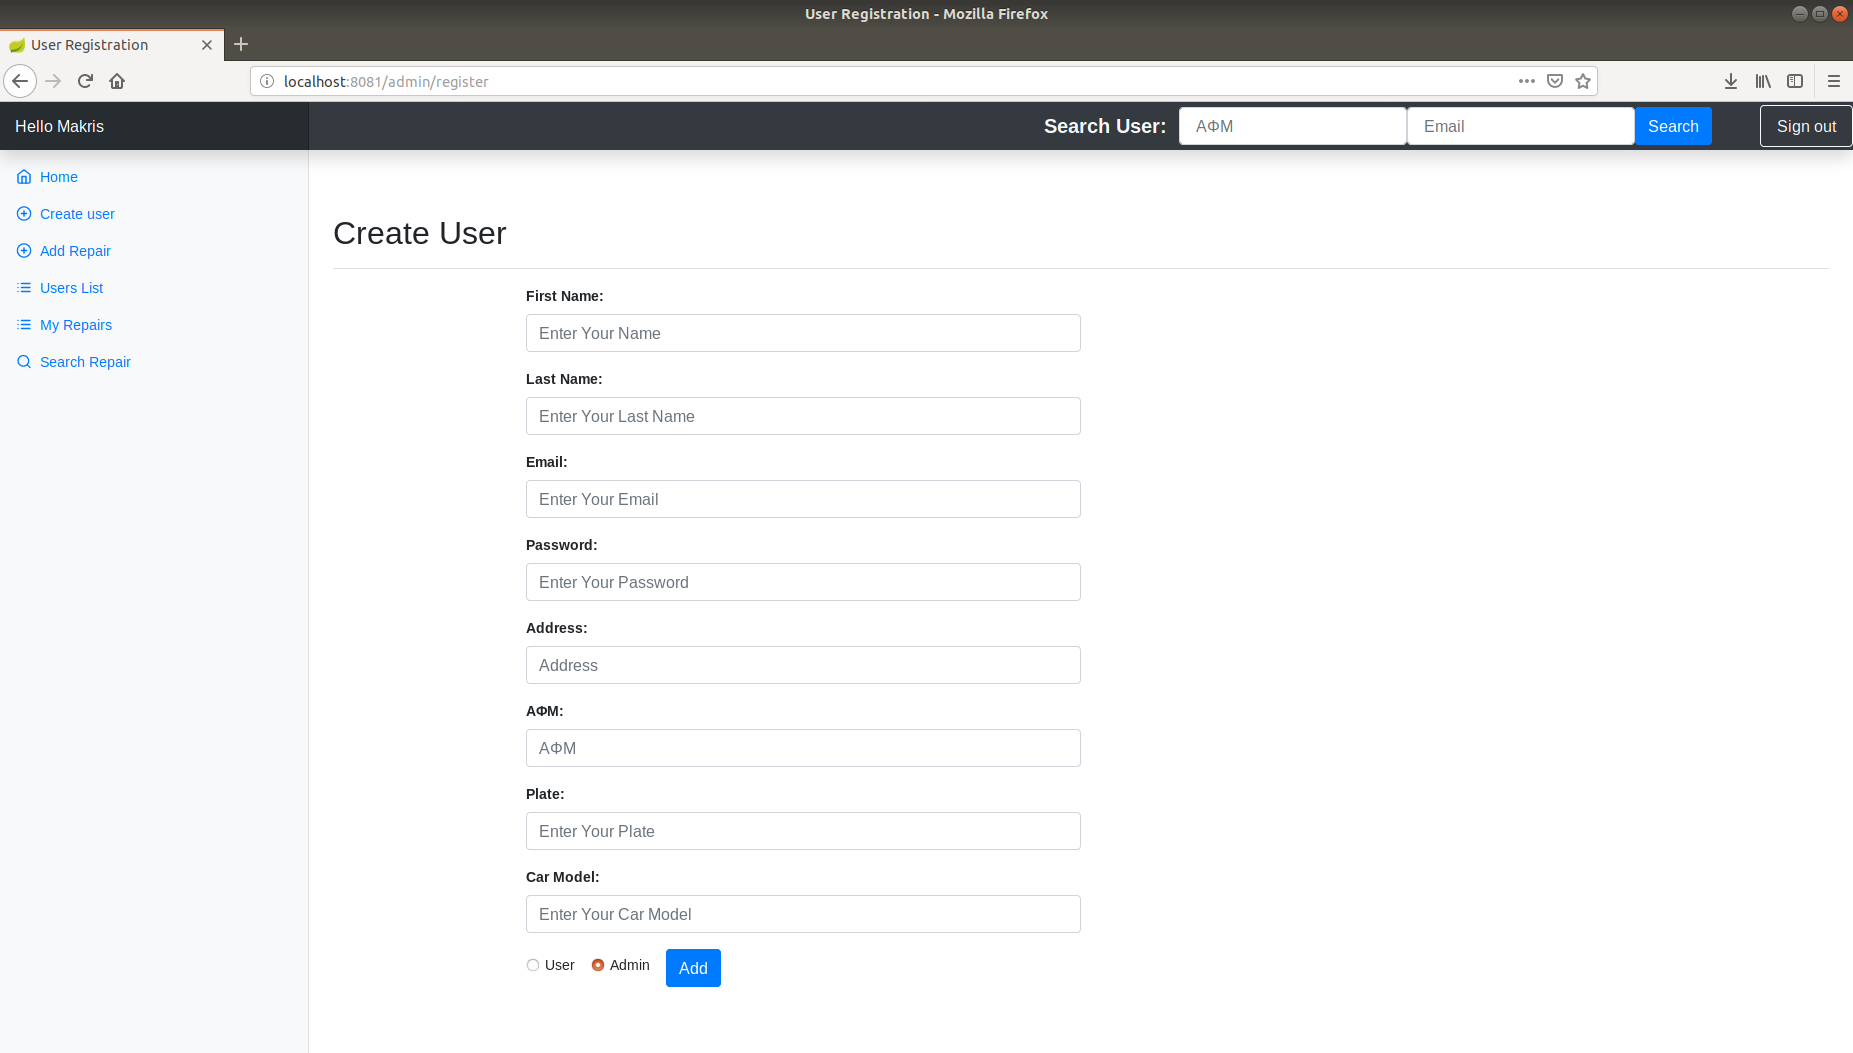 User Registration - Mozilla Firefox
User Registration
localhost:8081/admin/register
Hello Makris
Search User:
ΑΦΜ
Email
Search
Sign out
Home
Create user
Add Repair
Users List
My Repairs
Search Repair
Create User
First Name:
Enter Your Name
Last Name:
Enter Your Last Name
Email:
Enter Your Email
Password:
Enter Your Password
Address:
Address
ΑΦΜ:
ΑΦΜ
Plate:
Enter Your Plate
Car Model:
Enter Your Car Model
User Admin Add